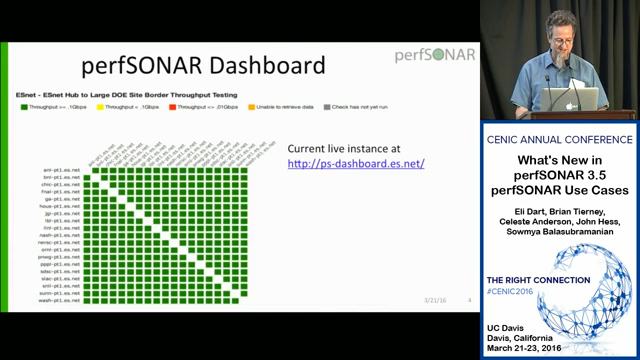 perfSONAR Dashboard
perfSONAR
ESnet - ESnet Hub to Large DOE Site Border Throughput Testing
Throughput >= .1Gbps
Throughput < .1Gbps
Throughput <= .01Gbps
Unable to retrieve data
Check has not yet run
anl-pt1.es.net
bnl-pt1.es.net
chic-pt1.es.net
fnal-pt1.es.net
ga-pt1.es.net
hous-pt1.es.net
jgi-pt1.es.net
lbl-pt1.es.net
llnl-pt1.es.net
nash-pt1.es.net
nersc-pt1.es.net
ornl-pt1.es.net
pnwg-pt1.es.net
pppl-pt1.es.net
sdsc-pt1.es.net
slac-pt1.es.net
snll-pt1.es.net
sunn-pt1.es.net
wash-pt1.es.net
Current live instance at
http://ps-dashboard.es.net/
3/21/16
4
CENIC ANNUAL CONFERENCE
What's New in
perfSONAR 3.5
perfSONAR Use Cases
Eli Dart, Brian Tierney,
Celeste Anderson, John Hess,
Sowmya Balasubramanian
THE RIGHT CONNECTION
#CENIC2016
UC Davis
Davis, California
March 21-23, 2016